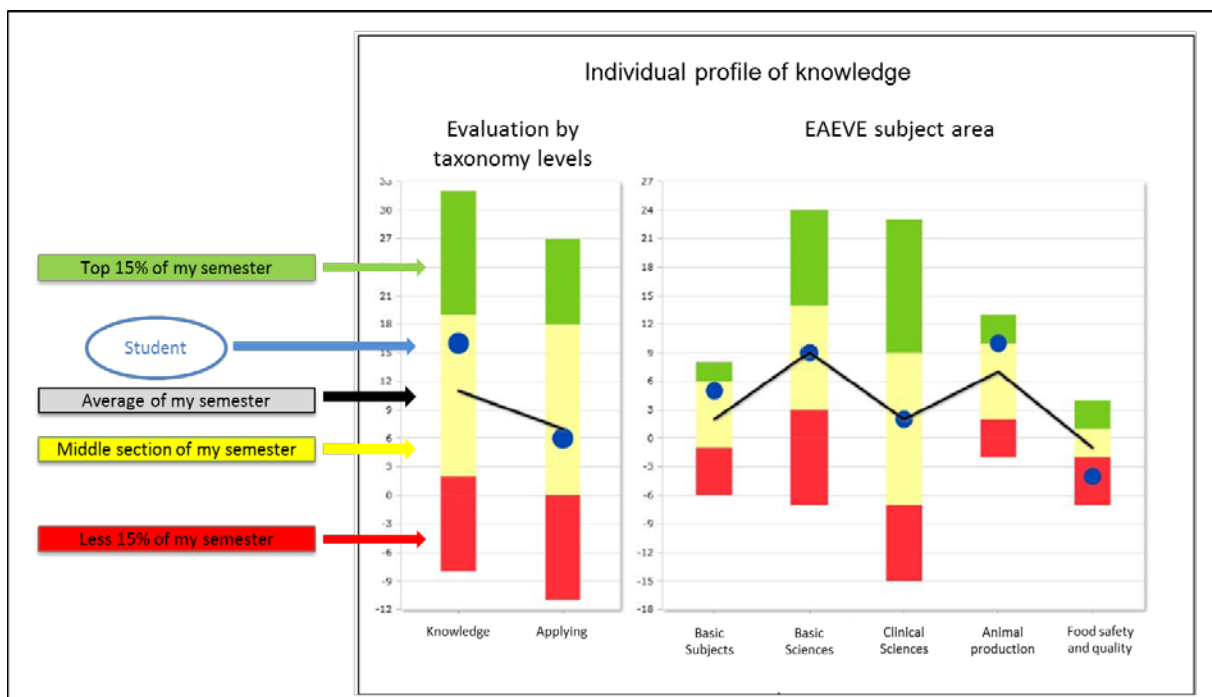 Individual profile of knowledge
Evaluation by
taxonomy levels
EAEVE subject area
Top 15% of my semester
Student
Average of my semester
Middle section of my semester
Less 15% of my semester
33
30
27
21
18
15
12
9
6
3
0
-3
-6
-9
-12
27
24
21
18
15
12
9
6
3
0
-3
-6
-9
-12
-15
-18
Knowledge
Applying
Basic
Subjects
Basic
Sciences
Clinical
Sciences
Animal
production
Food safety
and quality